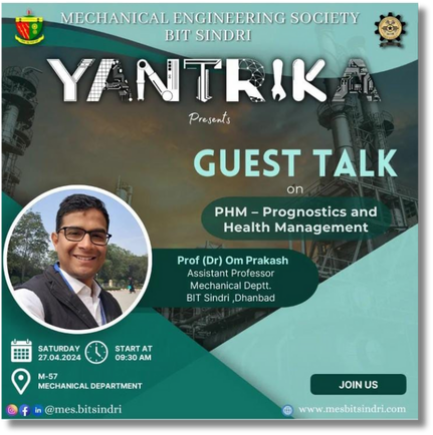 MECHANICAL ENGINEERING SOCIETY
BIT SINDRI
YANTRIKA
Presents
GUEST TALK
on
PHM – Prognostics and
Health Management
Prof (Dr) Om Prakash
Assistant Professor
Mechanical Deptt.
BIT Sindri ,Dhanbad
SATURDAY
27.04.2024
START AT
09:30 AM
M-57
MECHANICAL DEPARTMENT
JOIN US
@mes.bitsindri
www.mesbitsindri.com